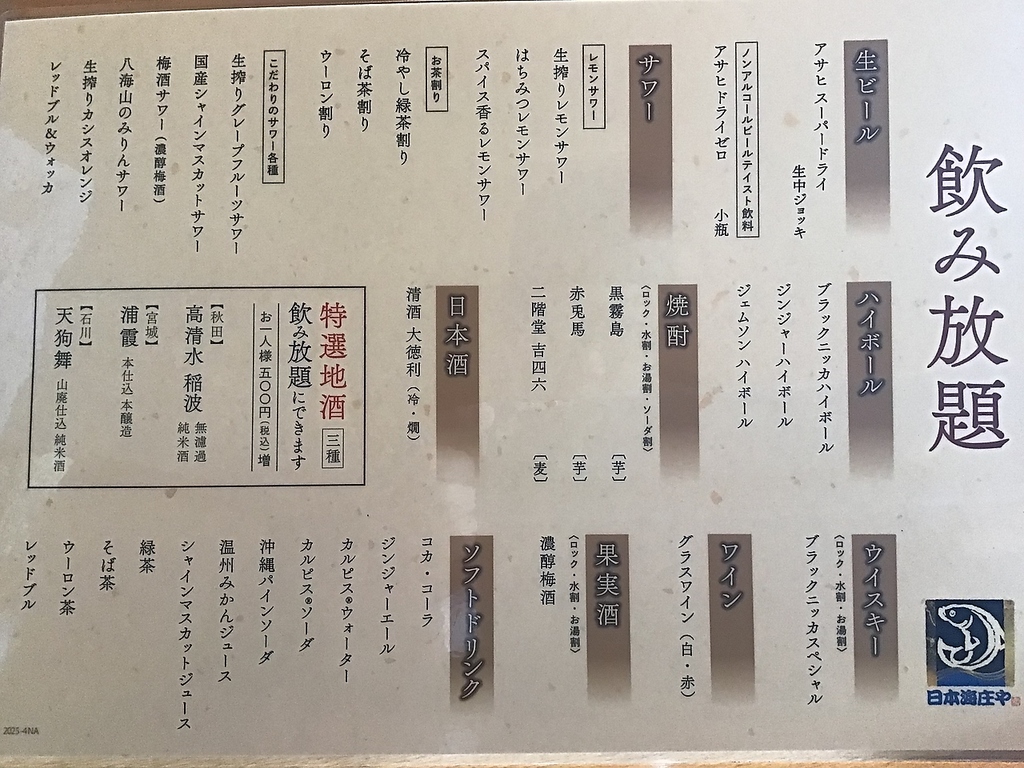 飲み放題
生ビール
アサヒ スーパードライ
生中ジョッキ
ノンアルコールビールテイスト飲料
アサヒドライゼロ 小瓶
サワー
レモンサワー
生搾りレモンサワー
はちみつレモンサワー
スパイス香るレモンサワー
お茶割り
冷やし緑茶割り
そば茶割り
ウーロン割り
こだわりのサワー各種
生搾りグレープフルーツサワー
国産シャインマスカットサワー
梅酒サワー（濃醇梅酒）
八海山のみりんサワー
生搾りカシスオレンジ
レッドブル＆ウォッカ
ハイボール
ブラックニッカハイボール
ジンジャーハイボール
ジェムソン ハイボール
焼酎
（ロック・水割・お湯割・ソーダ割）
黒霧島 〔芋〕
赤兎馬 〔芋〕
二階堂 吉四六 〔麦〕
日本酒
清酒 大徳利（冷・燗）
特選地酒 三種
飲み放題にできます
お一人様 五〇〇円（税込）増
【秋田】
高清水 稲波 無濾過 純米酒
【宮城】
浦霞 本仕込 本醸造
【石川】
天狗舞 山廃仕込 純米酒
ウイスキー
（ロック・水割・お湯割）
ブラックニッカスペシャル
ワイン
グラスワイン（白・赤）
果実酒
（ロック・水割・お湯割）
濃醇梅酒
ソフトドリンク
コカ・コーラ
ジンジャーエール
カルピス®ウォーター
カルピス®ソーダ
沖縄パインソーダ
温州みかんジュース
シャインマスカットジュース
緑茶
そば茶
ウーロン茶
レッドブル
日本海庄や
2025-4NA